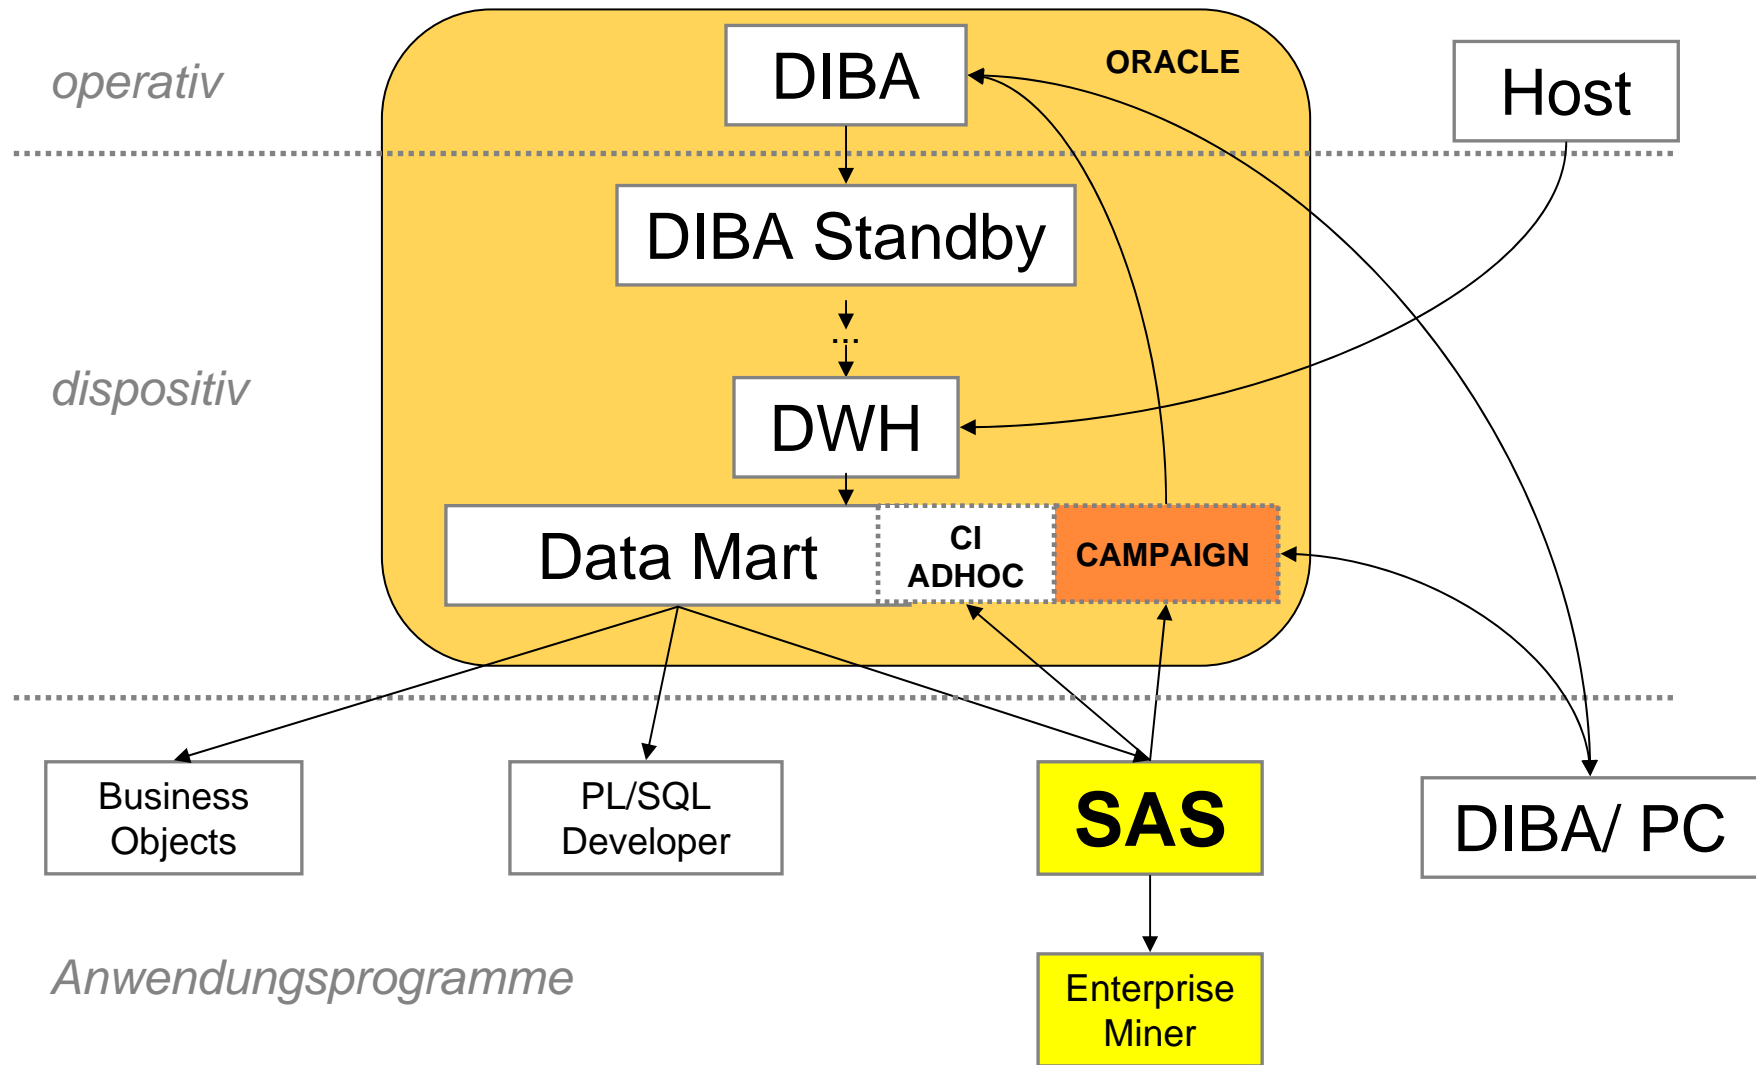 operativ
DIBA
ORACLE
Host
DIBA Standby
...
dispositiv
DWH
Data Mart
CI
ADHOC
CAMPAIGN
Business
Objects
PL/SQL
Developer
SAS
DIBA/ PC
Anwendungsprogramme
Enterprise
Miner